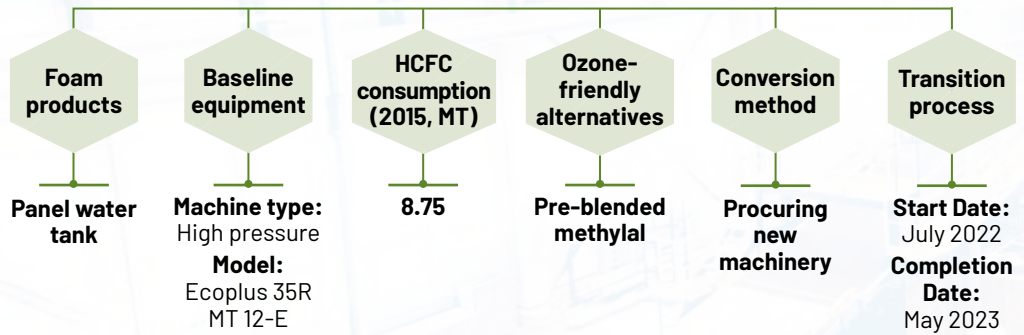 Foam
products
Baseline
equipment
HCFC
consumption
(2015, MT)
Ozone-
friendly
alternatives
Conversion
method
Transition
process
Panel water
tank
Machine type:
High pressure
Model:
Ecoplus 35R
MT 12-E
8.75
Pre-blended
methylal
Procuring
new
machinery
Start Date:
July 2022
Completion
Date:
May 2023